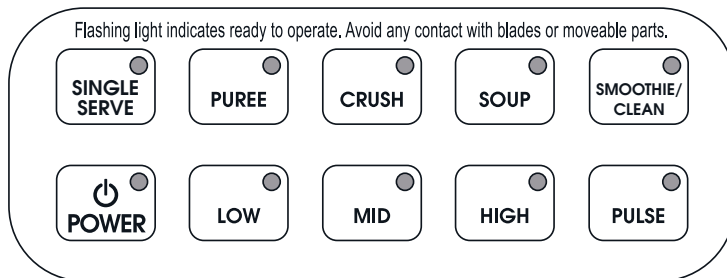 Flashing light indicates ready to operate. Avoid any contact with blades or moveable parts.
SINGLE
SERVE
PUREE
CRUSH
SOUP
SMOOTHIE/
CLEAN
POWER
LOW
MID
HIGH
PULSE